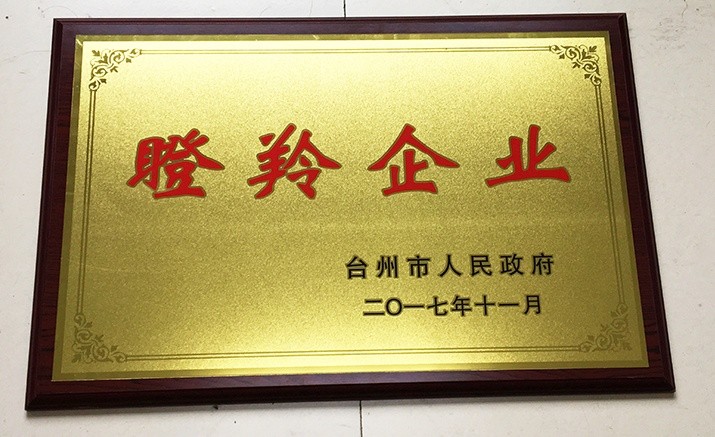 瞪羚企业
台州市人民政府
二〇一七年十一月